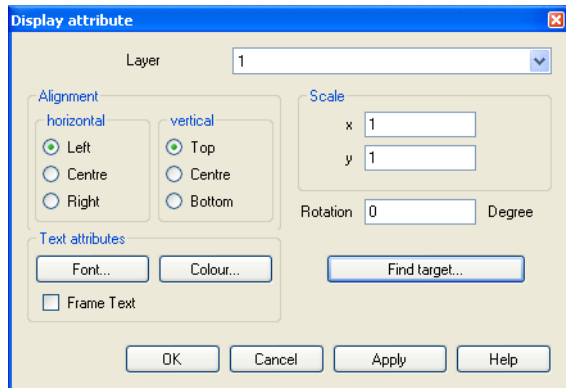 Display attribute
Layer 1
Alignment
horizontal
Left
Centre
Right
vertical
Top
Centre
Bottom
Scale
x 1
y 1
Rotation 0 Degree
Text attributes
Font... Colour...
Frame Text
Find target...
OK Cancel Apply Help